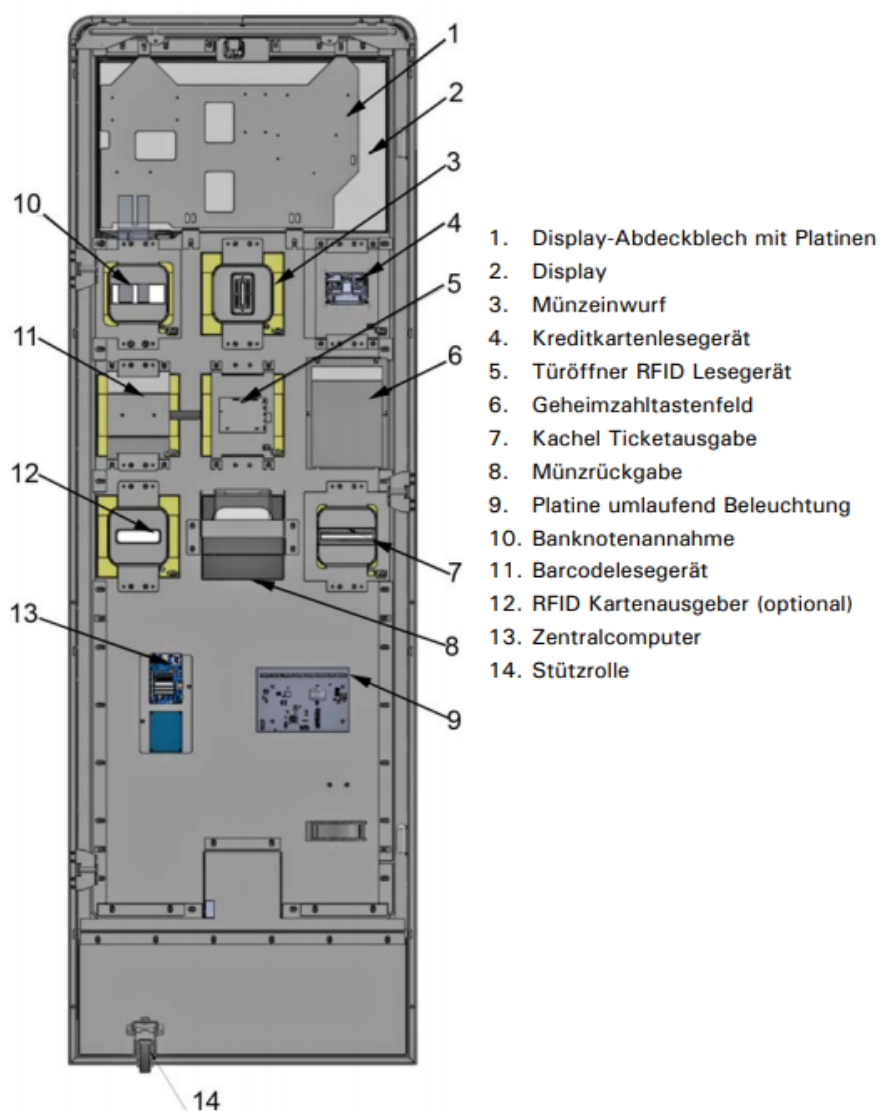 1
2
3
10
4
5
11
6
12
7
13
8
9
14
1. Display-Abdeckblech mit Platinen
2. Display
3. Münzeinwurf
4. Kreditkartenlesegerät
5. Türöffner RFID Lesegerät
6. Geheimzahltastenfeld
7. Kachel Ticketausgabe
8. Münzrückgabe
9. Platine umlaufend Beleuchtung
10. Banknotenannahme
11. Barcodelesegerät
12. RFID Kartenausgeber (optional)
13. Zentralcomputer
14. Stützrolle